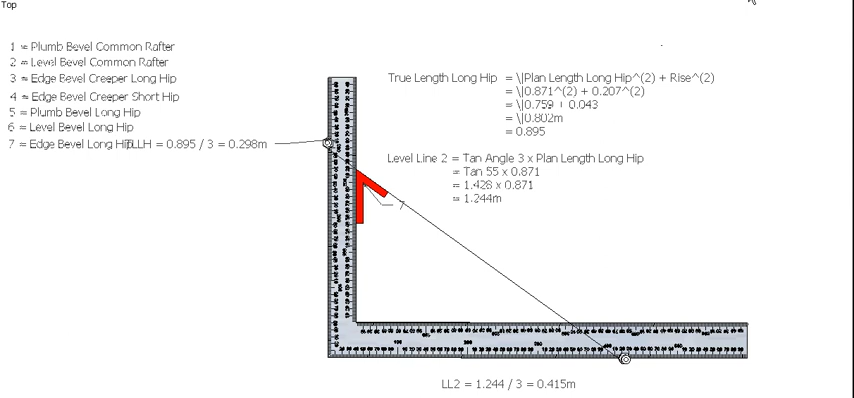 Top
1 = Plumb Bevel Common Rafter
2 = Level Bevel Common Rafter
3 = Edge Bevel Creeper Long Hip
4 = Edge Bevel Creeper Short Hip
5 = Plumb Bevel Long Hip
6 = Level Bevel Long Hip
7 = Edge Bevel Long Hip
TLLH = 0.895 / 3 = 0.298m
True Length Long Hip = \|Plan Length Long Hip^(2) + Rise^(2)
= \|0.871^(2) + 0.207^(2)
= \|0.759 + 0.043
= \|0.802m
= 0.895
Level Line 2 = Tan Angle 3 x Plan Length Long Hip
= Tan 55 x 0.871
= 1.428 x 0.871
= 1.244m
7
LL2 = 1.244 / 3 = 0.415m